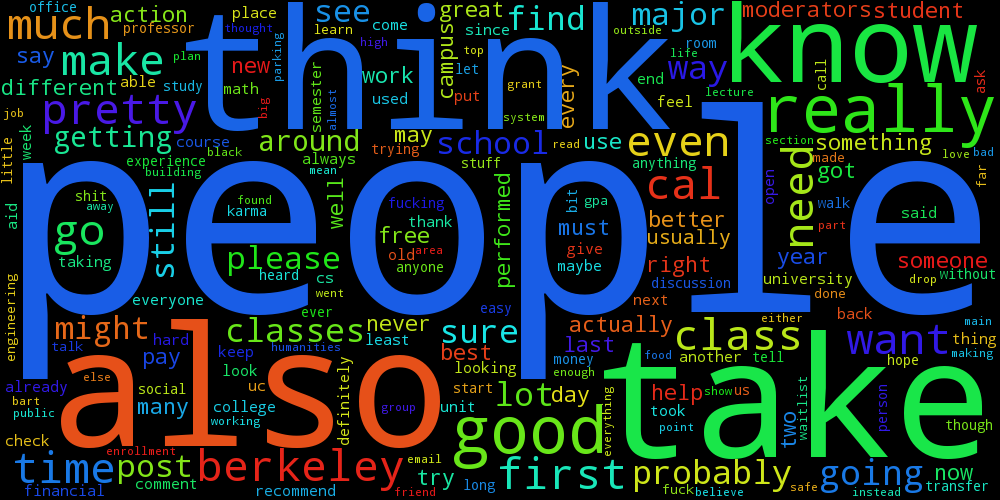 office
much
action
place
professor
thought
think
see
learn
come
high
campus
great
since
find
outside
major
moderators
student
know
say
make
plan
new
parking
work
let
top
room
life
way
call
ask
different
able
study
math
big
semester
almost
used
put
grant
system
every
end
feel
lecture
really
job
pretty
getting
course
around
may
trying
school
read
use
even
section
something
little
week
experience
building
black
always
mean
stuff
anything
cal
need
made
got
love
bad
far
people
shit
away
still
found
karma
well
fucking
thank
free
old
area
anyone
performed
bit
gpa
must
give
maybe
better
usually
open
walk
part
said
aid
go
taking
please
heard
cs
went
right
discussion
year
university
someone
drop
without
engineering
everyone
ever
easy
next
done
back
might
talk
hard
classes
never
least
sure
actually
class
either
want
main
thing
making
pay
keep
humanities
look
best
looking
last
money
enough
another
tell
food
hope
already
else
bart
public
social
many
uc
college
working
definitely
also
group
start
unit
lot
day
everything
take
help
show
us
took
point
two
waitlist
person
though
check
enrollment
good
time
financial
post
comment
berkeley
recommend
email
friend
try
long
first
fuck
believe
probably
safe
going
instead
now
transfer